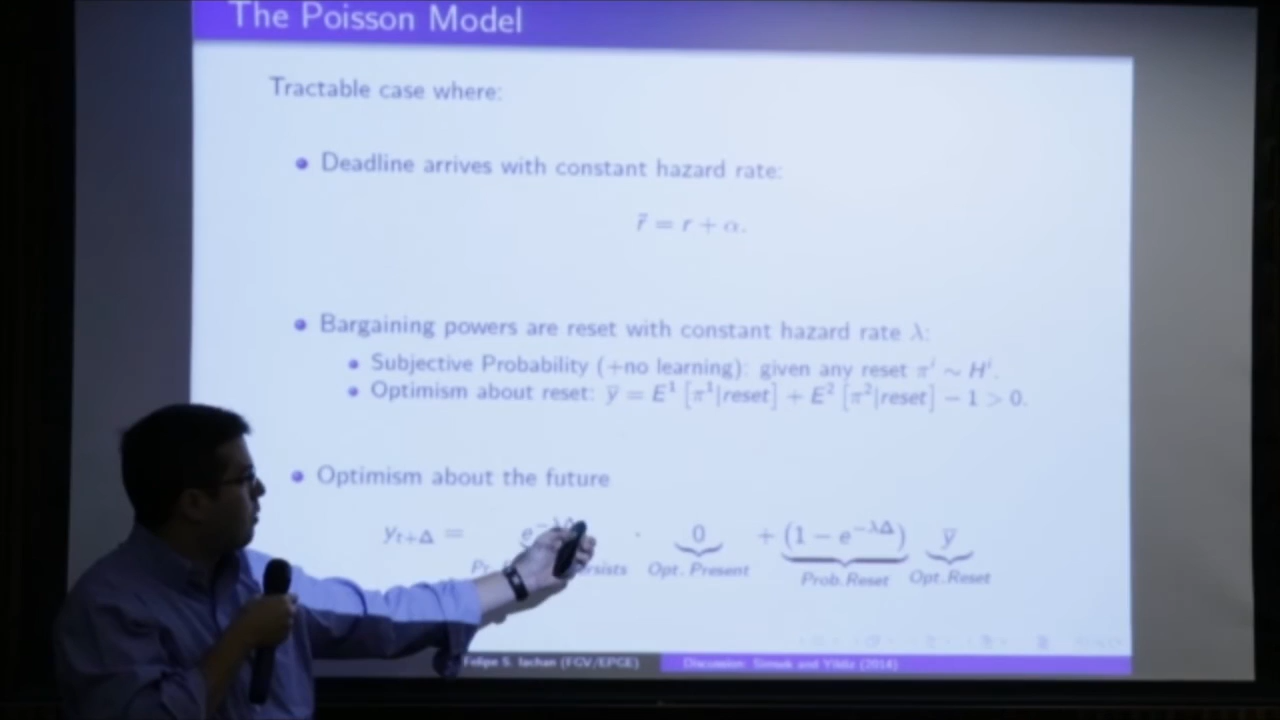 The Poisson Model
Tractable case where:
Deadline arrives with constant hazard rate:
r̄ = r + α.
Bargaining powers are reset with constant hazard rate λ:
Subjective Probability (+no learning): given any reset πⁱ ~ Hⁱ.
Optimism about reset: ȳ = E¹ [π¹|reset] + E² [π²|reset] − 1 > 0.
Optimism about the future
yₜ₊Δ = e^−λΔ · 0 + (1 − e^−λΔ) ȳ
Opt. Present Prob.Reset Opt.Reset
Felipe S. Iachan (FGV/EPGE) Discussion: Simsek and Yildiz (2014)